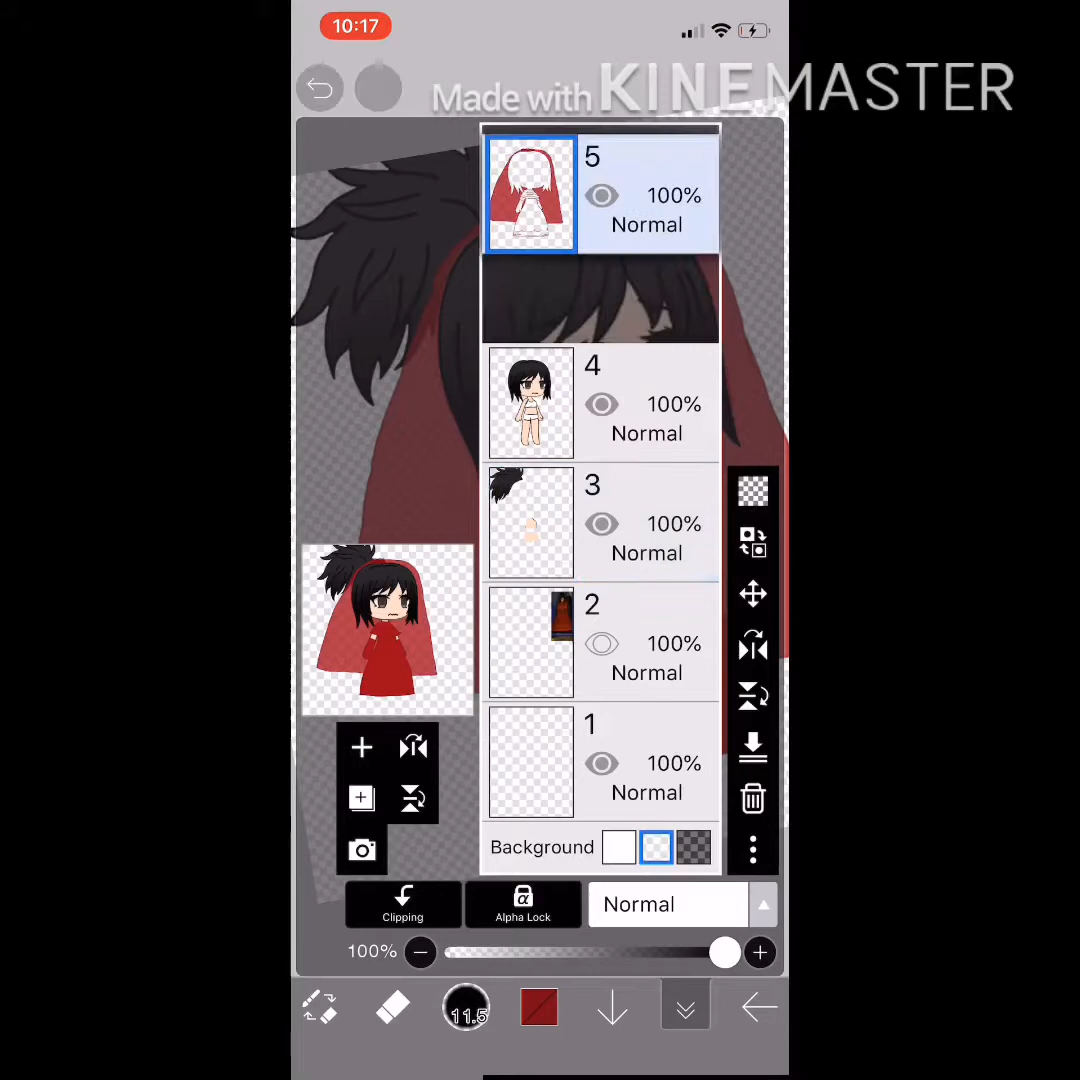 10:17
Made with KINEMASTER
5
100%
Normal
4
100%
Normal
3
100%
Normal
2
100%
Normal
1
100%
Normal
Background
Clipping
α
Alpha Lock
Normal
100%
11.5